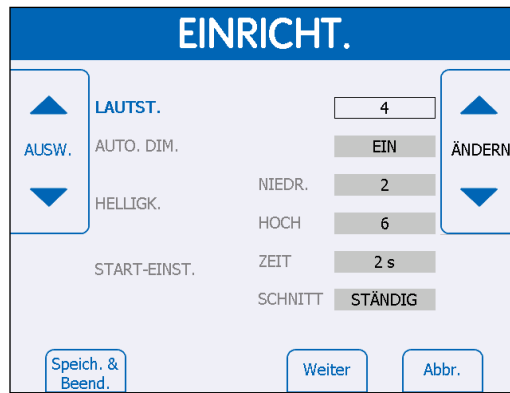 EINRICHT.
LAUTST. 4
AUSW. AUTO. DIM. EIN ÄNDERN
HELLIGK. NIEDR. 2
HOCH 6
START-EINST. ZEIT 2 s
SCHNITT STÄNDIG
Speich. &
Beend.
Weiter
Abbr.